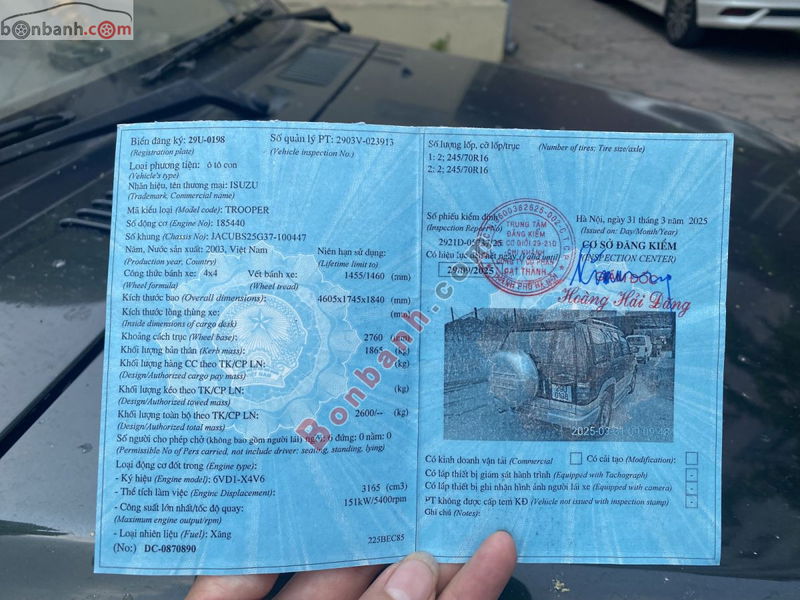 bonbanh.com
Biển đăng ký: 29U-0198 Số quản lý PT: 2903V-023913
(Registration plate) (Vehicle inspection No.)
Loại phương tiện: ô tô con
(Vehicle's type)
Nhãn hiệu, tên thương mại: ISUZU
(Trademark, Commercial name)
Mã kiểu loại (Model code): TROOPER
Số động cơ (Engine No.): 185440
Số khung (Chassis No.): JACUBS25G37-100447
Năm, Nước sản xuất: 2003, Việt Nam Niên hạn sử dụng:
(Production year, Country) (Lifetime limit to)
Công thức bánh xe: 4x4 Vết bánh xe: 1455/1460 (mm)
(Wheel formula) (Wheel tread)
Kích thước bao (Overall dimensions): 4605x1745x1840 (mm)
Kích thước lòng thùng xe: (mm)
(Inside dimensions of cargo desk)
Khoảng cách trục (Wheel base): 2760 (mm)
Khối lượng bản thân (Kerb mass): 1865 (kg)
Khối lượng hàng CC theo TK/CP LN: (kg)
(Design/Authorized cargo pay mass)
Khối lượng kéo theo TK/CP LN: (kg)
(Design/Authorized towed mass)
Khối lượng toàn bộ theo TK/CP LN: 2600/-- (kg)
(Design/Authorized total mass)
Số người cho phép chở (không bao gồm người lái) ngồi: 6 đứng: 0 nằm: 0
(Permissible No of Pers carried, not include driver: seating, standing, lying)
Loại động cơ đốt trong (Engine type):
- Ký hiệu (Engine model): 6VD1-X4V6
- Thể tích làm việc (Engine Displacement): 3165 (cm3)
- Công suất lớn nhất/tốc độ quay: 151kW/5400rpm
(Maximum engine output/rpm)
- Loại nhiên liệu (Fuel): Xăng 225BEC85
(No:) DC-0870890
Số lượng lốp, cỡ lốp/trục (Number of tires; Tire size/axle)
1: 2; 245/70R16
2: 2; 245/70R16
Số phiếu kiểm định Hà Nội, ngày 31 tháng 3 năm 2025
(Inspection Report No) (Issued on: Day/Month/Year)
CƠ SỞ ĐĂNG KIỂM
Có hiệu lực đến hết ngày (Valid until) (INSPECTION CENTER)
29/09/2025
TRUNG TÂM
ĐĂNG KIỂM
XE CƠ GIỚI 29-21D
Hoàng Hải Đăng
Bonbanh.com
Có kinh doanh vận tải (Commercial Có cải tạo (Modification):
Có lắp thiết bị giám sát hành trình (Equipped with Tachograph)
Có lắp thiết bị ghi nhận hình ảnh người lái xe (Equipped with camera)
PT không được cấp tem KĐ (Vehicle not issued with inspection stamp)
Ghi chú (Notes):